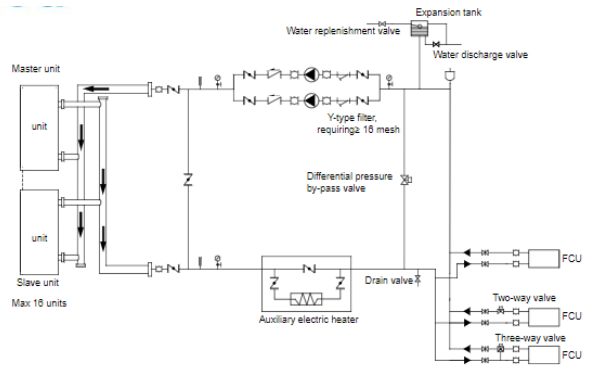 Expansion tank
Water replenishment valve
Water discharge valve
Master unit
unit
Y-type filter,
requiring≥ 16 mesh
Differential pressure
by-pass valve
unit
Slave unit
Max 16 units
Drain valve
Auxiliary electric heater
FCU
Two-way valve
FCU
Three-way valve
FCU